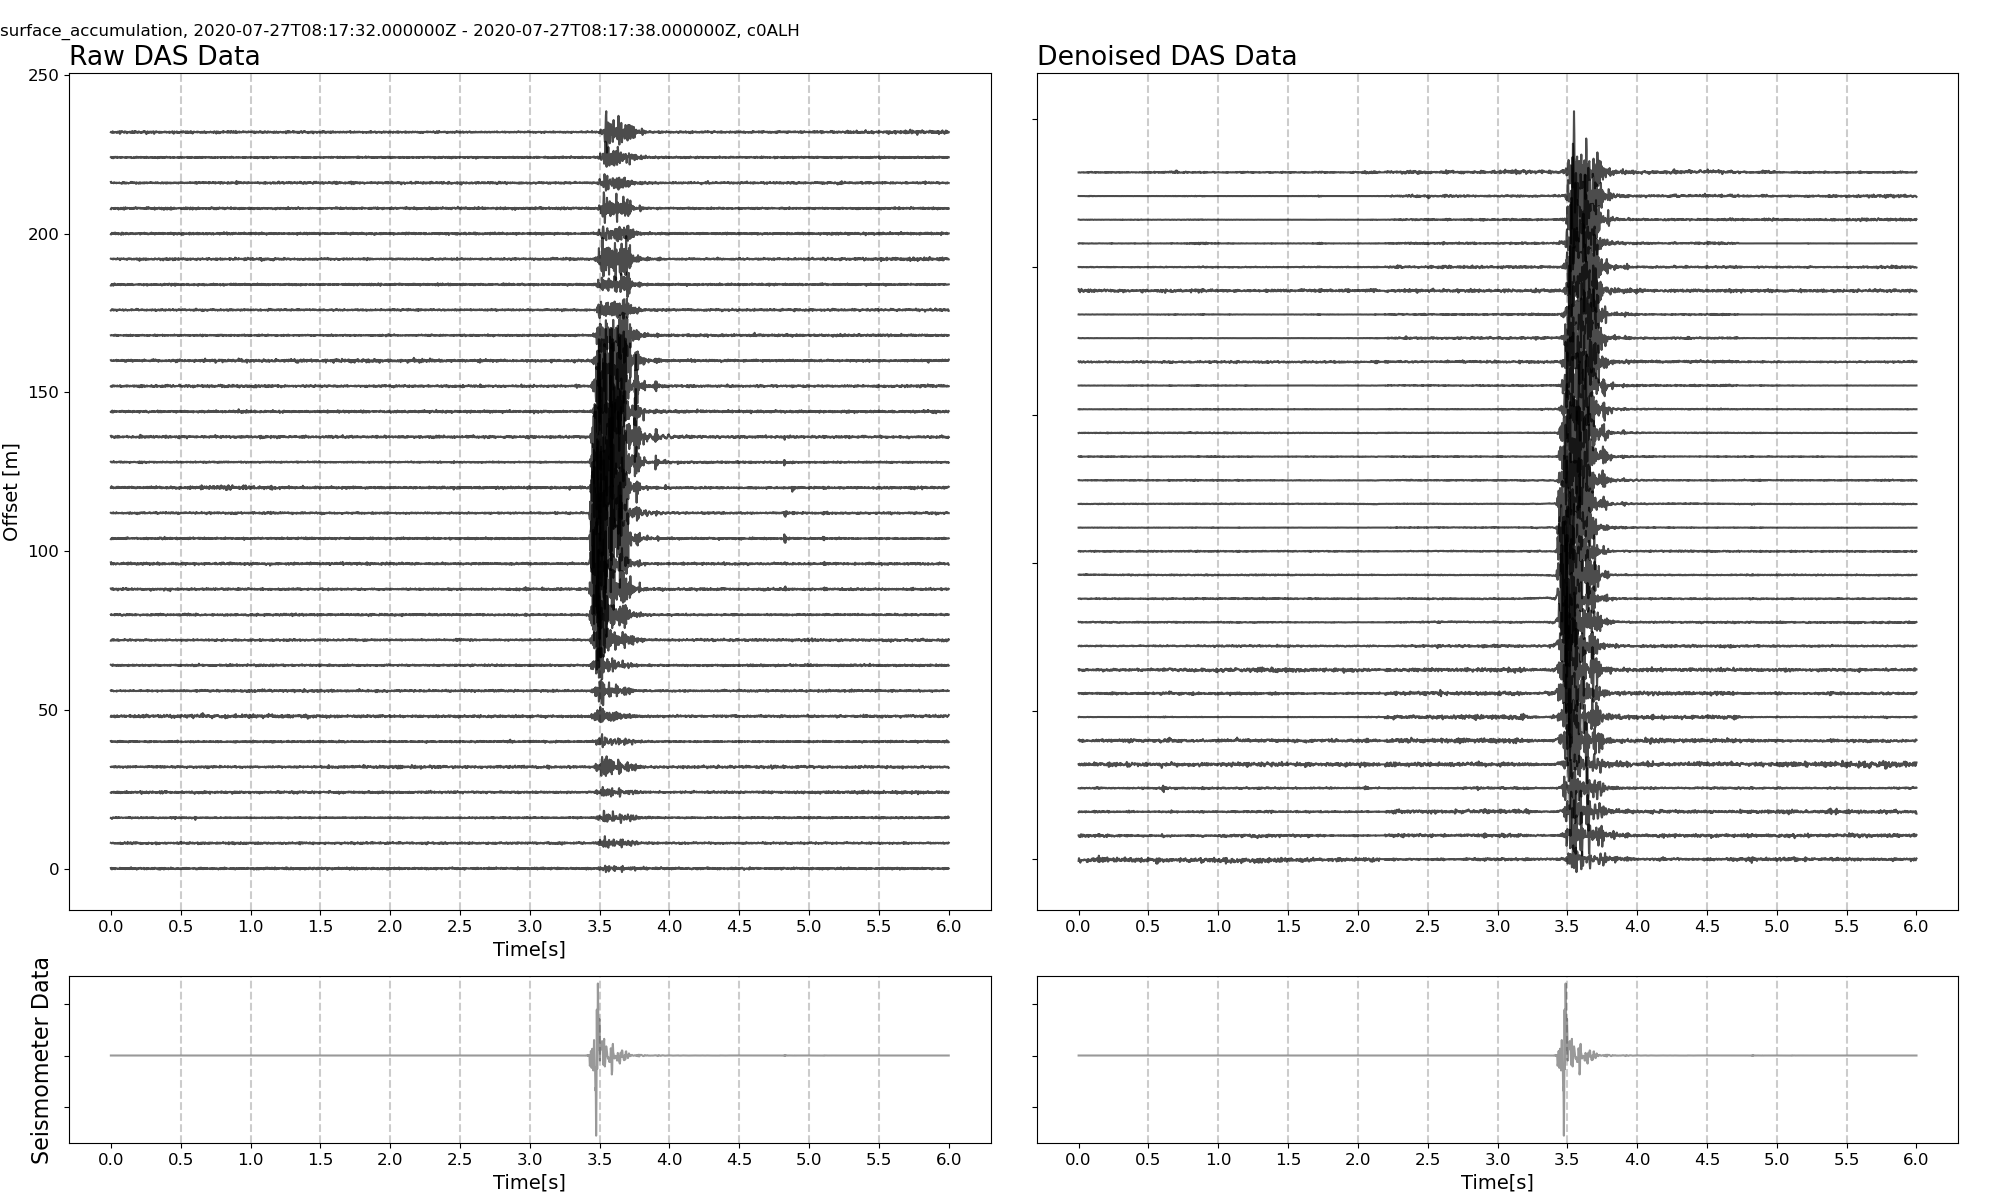 surface_accumulation, 2020-07-27T08:17:32.000000Z - 2020-07-27T08:17:38.000000Z, c0ALH
Raw DAS Data
Denoised DAS Data
250
200
150
100
50
0
Offset [m]
0.0 0.5 1.0 1.5 2.0 2.5 3.0 3.5 4.0 4.5 5.0 5.5 6.0
Time[s]
0.0 0.5 1.0 1.5 2.0 2.5 3.0 3.5 4.0 4.5 5.0 5.5 6.0
Seismometer Data
0.0 0.5 1.0 1.5 2.0 2.5 3.0 3.5 4.0 4.5 5.0 5.5 6.0
Time[s]
0.0 0.5 1.0 1.5 2.0 2.5 3.0 3.5 4.0 4.5 5.0 5.5 6.0
Time[s]